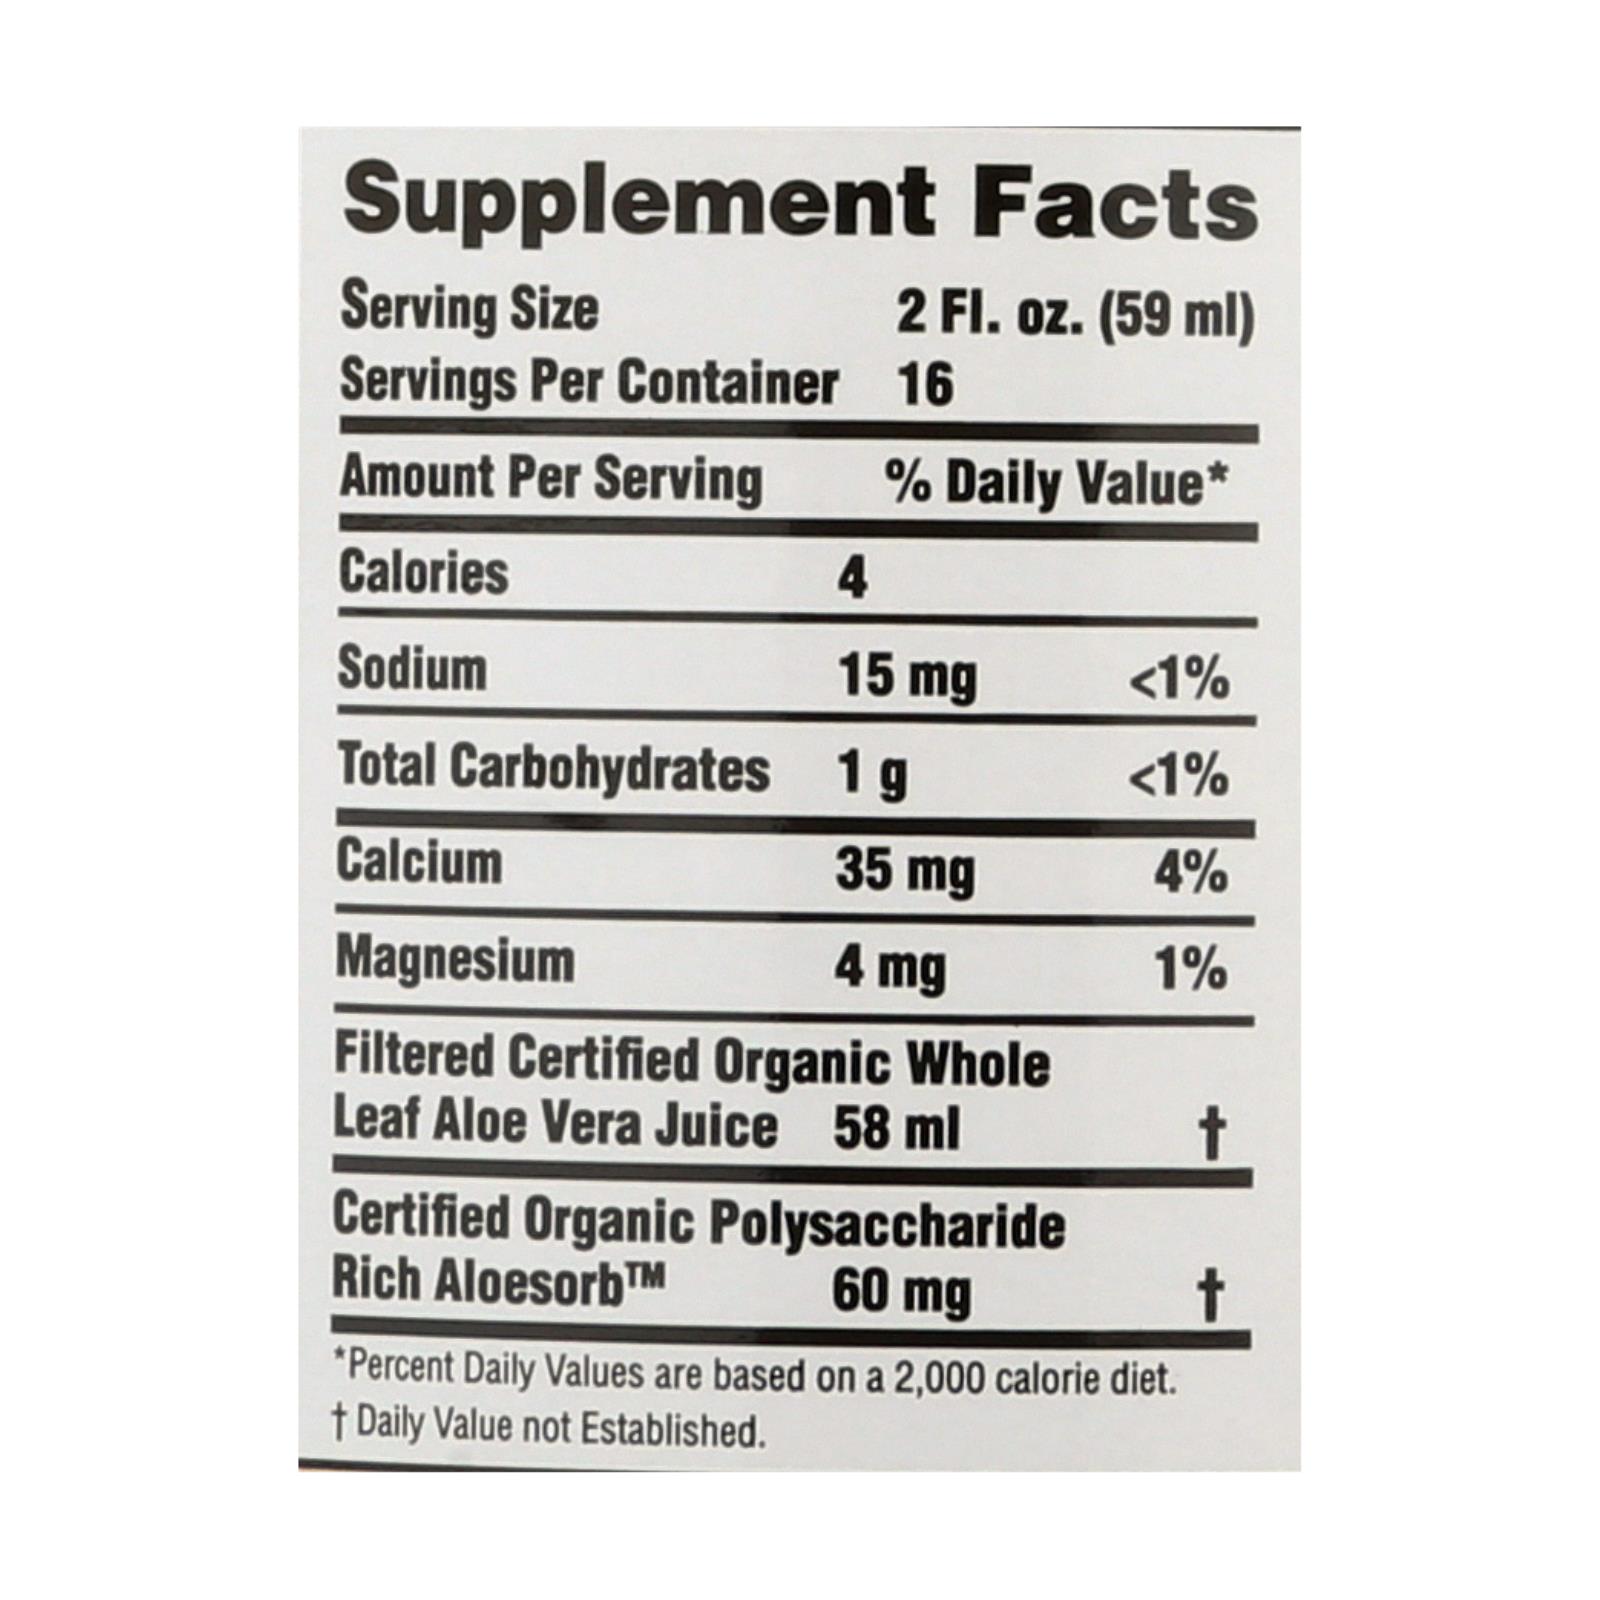 Supplement Facts
Serving Size 2 Fl. oz. (59 ml)
Servings Per Container 16
Amount Per Serving % Daily Value*
Calories 4
Sodium 15 mg <1%
Total Carbohydrates 1 g <1%
Calcium 35 mg 4%
Magnesium 4 mg 1%
Filtered Certified Organic Whole
Leaf Aloe Vera Juice 58 ml †
Certified Organic Polysaccharide
Rich Aloesorb™ 60 mg †
*Percent Daily Values are based on a 2,000 calorie diet.
† Daily Value not Established.